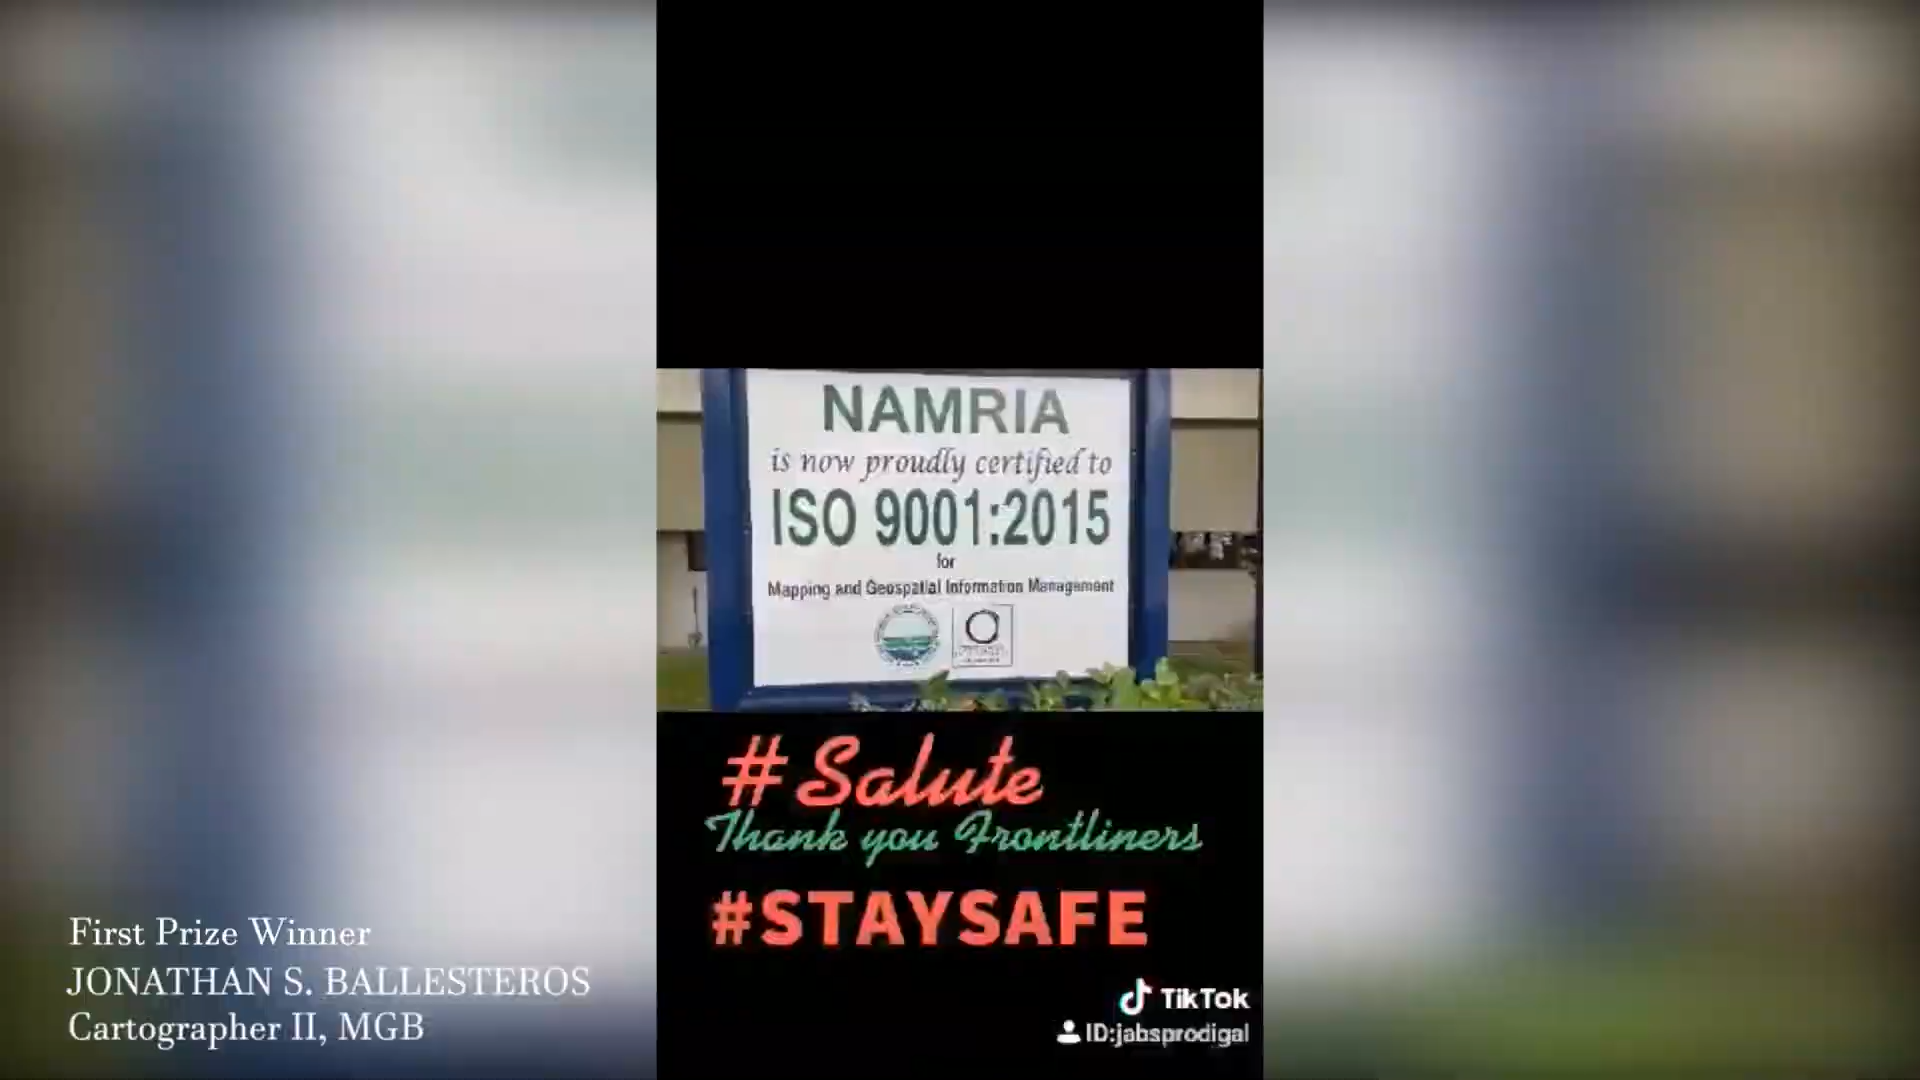 NAMRIA
is now proudly certified to
ISO 9001:2015
for
Mapping and Geospatial Information Management
#Salute
Thank you Frontliners
#STAYSAFE
TikTok
ID:jabsprodigal
First Prize Winner
JONATHAN S. BALLESTEROS
Cartographer II, MGB